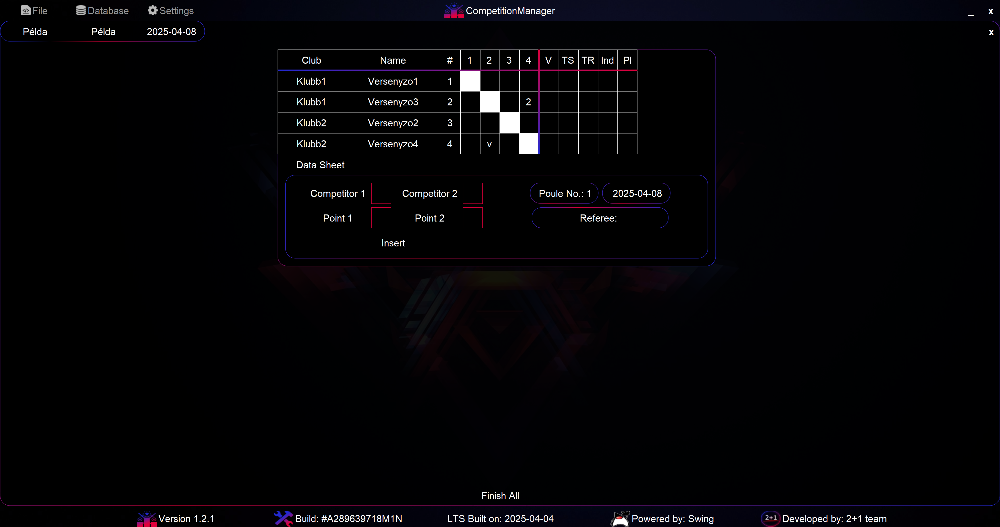 File Database Settings CompetitionManager _ x
Példa Példa 2025-04-08 x
Club Name # 1 2 3 4 V TS TR Ind Pl
Klubb1 Versenyzo1 1
Klubb1 Versenyzo3 2 2
Klubb2 Versenyzo2 3
Klubb2 Versenyzo4 4 v
Data Sheet
Competitor 1 Competitor 2 Poule No.: 1 2025-04-08
Point 1 Point 2 Referee:
Insert
Finish All
Version 1.2.1 Build: #A289639718M1N LTS Built on: 2025-04-04 Powered by: Swing 2+1 Developed by: 2+1 team